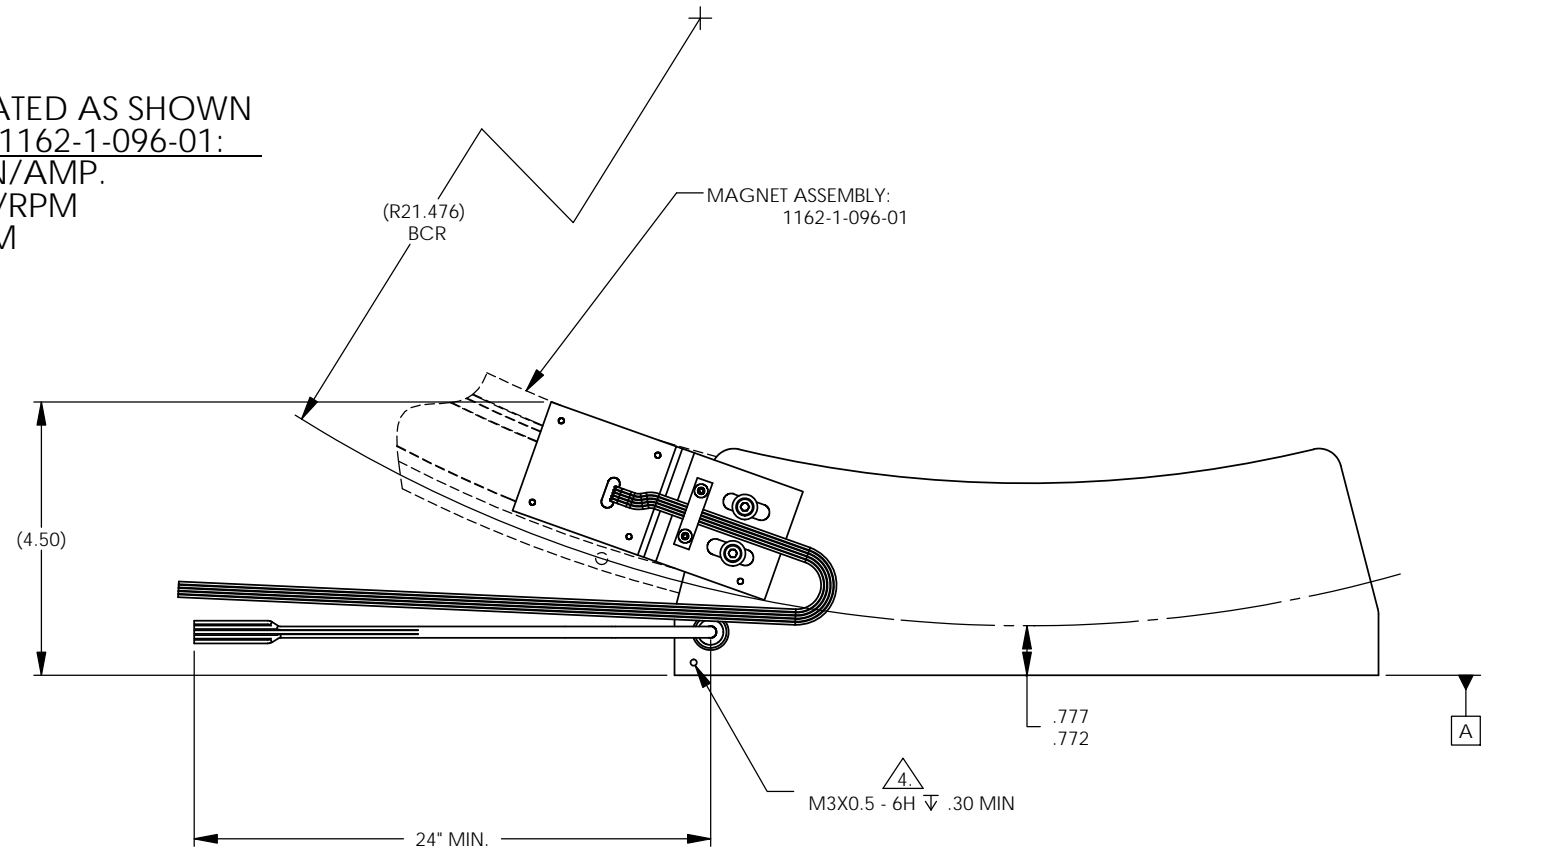 ATED AS SHOWN
1162-1-096-01:
N/AMP.
/RPM
M
(R21.476)
BCR
MAGNET ASSEMBLY:
1162-1-096-01
(4.50)
.777
.772
A
4.
M3X0.5 - 6H ↧ .30 MIN
24" MIN.